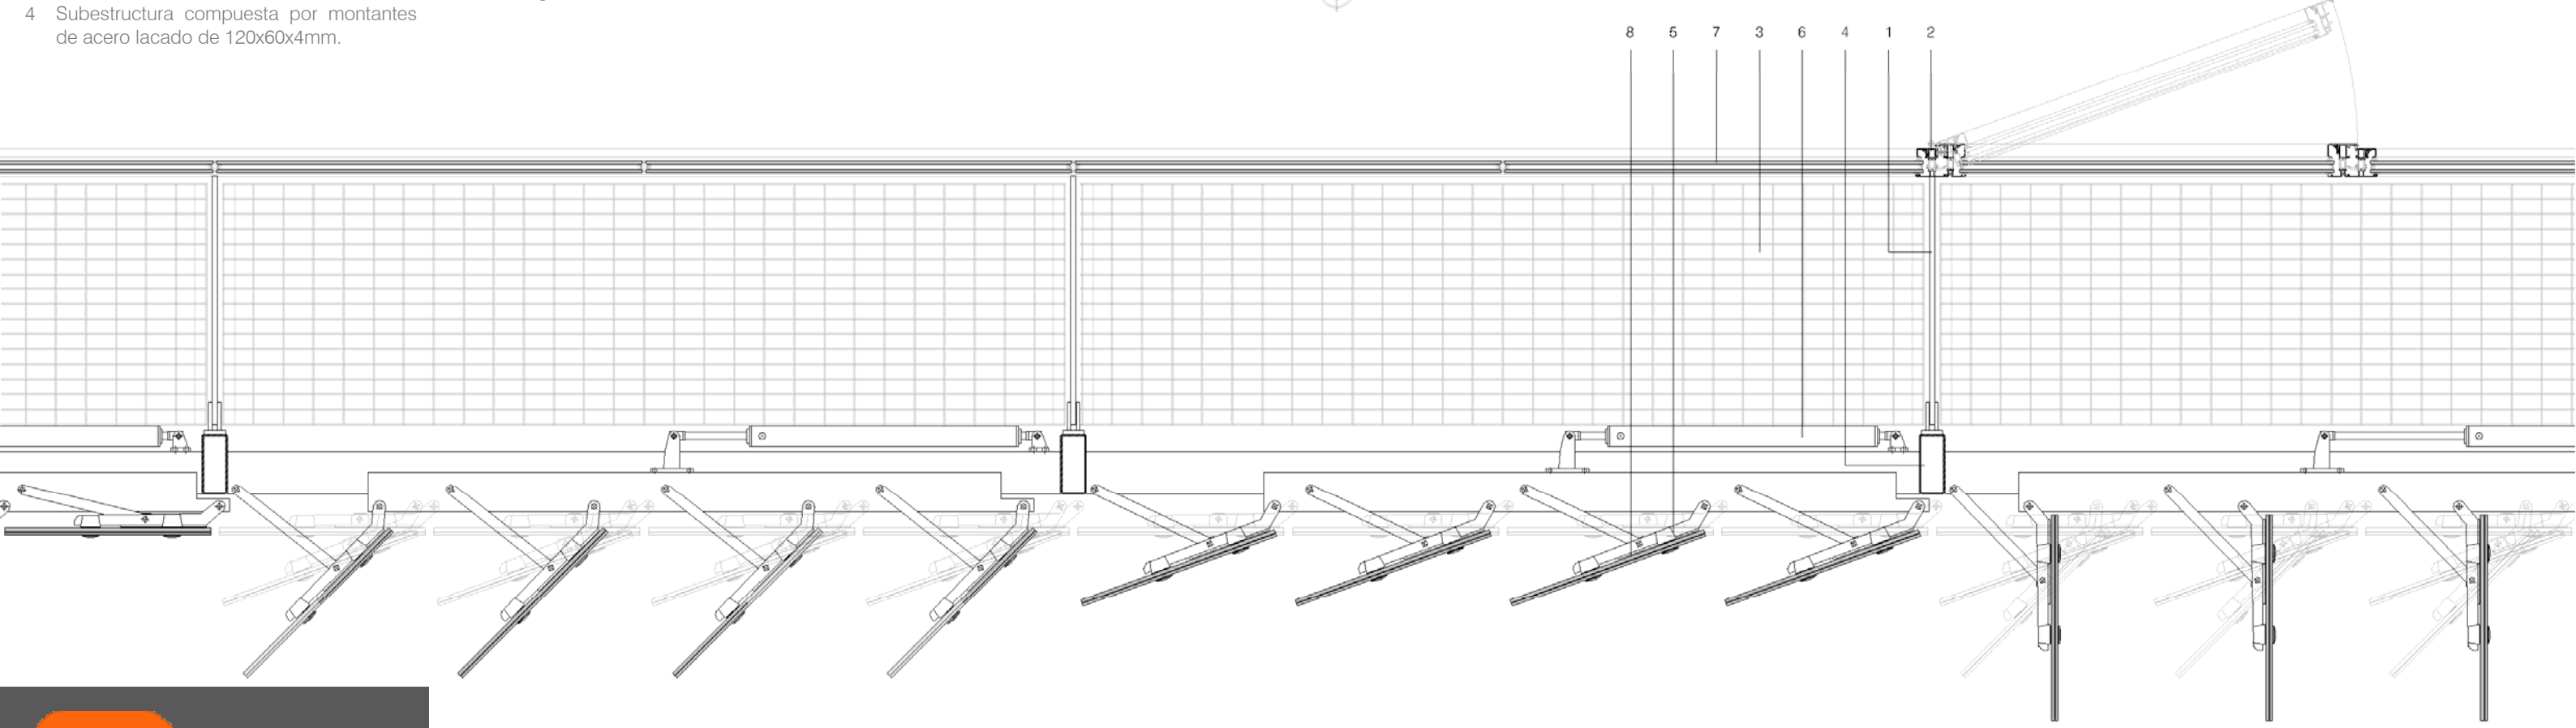 4 Subestructura compuesta por montantes
de acero lacado de 120x60x4mm.
8 5 7 3 6 4 1 2